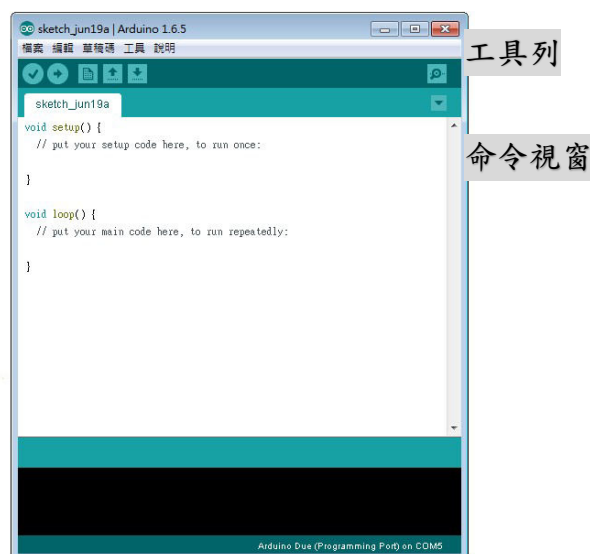 sketch_jun19a | Arduino 1.6.5
檔案 編輯 草稿碼 工具 說明
工具列
sketch_jun19a
void setup() {
// put your setup code here, to run once:
命令視窗
}
void loop() {
// put your main code here, to run repeatedly:
}
Arduino Due (Programming Port) on COM5